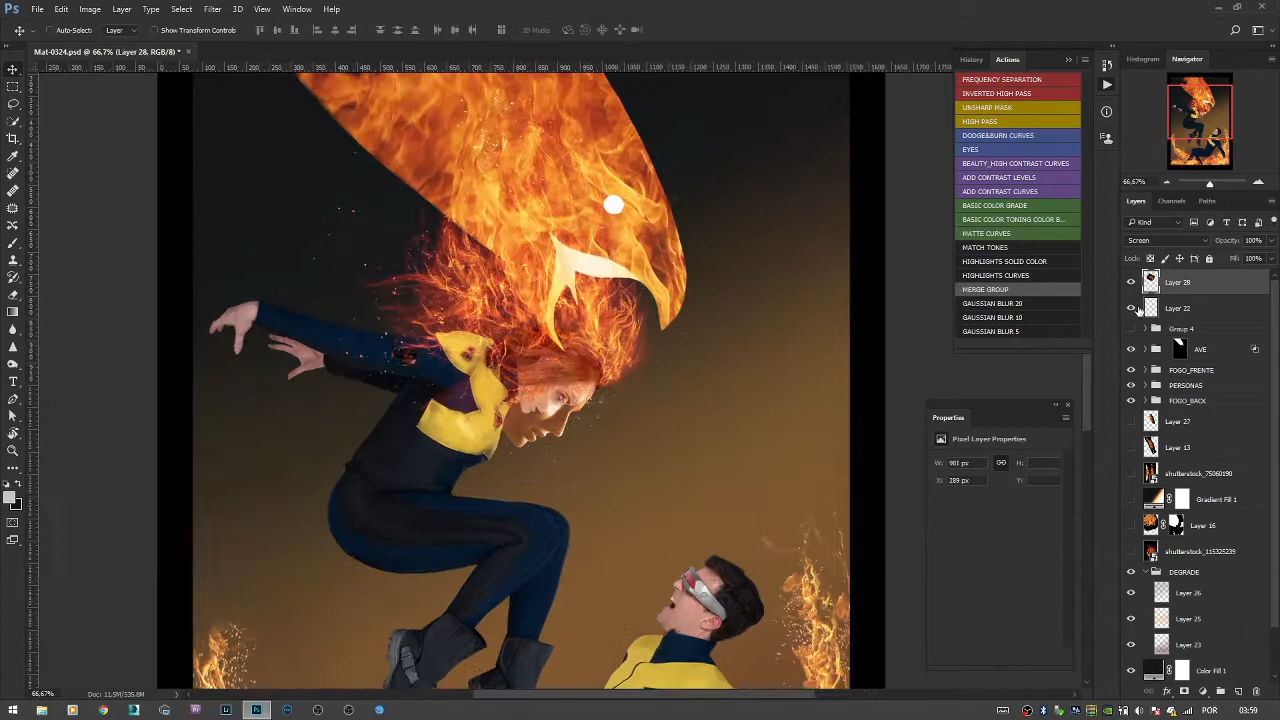 Ps File Edit Image Layer Type Select Filter 3D View Window Help
Auto-Select: Layer Show Transform Controls 3D Mode:
Mat-0324.psd @ 66,7% (Layer 28, RGB/8) *
History Actions
FREQUENCY SEPARATION
INVERTED HIGH PASS
UNSHARP MASK
HIGH PASS
DODGE&BURN CURVES
EYES
BEAUTY_HIGH CONTRAST CURVES
ADD CONTRAST LEVELS
ADD CONTRAST CURVES
BASIC COLOR GRADE
BASIC COLOR TONING COLOR B...
MATTE CURVES
MATCH TONES
HIGHLIGHTS SOLID COLOR
HIGHLIGHTS CURVES
MERGE GROUP
GAUSSIAN BLUR 20
GAUSSIAN BLUR 10
GAUSSIAN BLUR 5
Properties
Pixel Layer Properties
W: 981 px H:
X: 289 px Y:
Histogram Navigator
66,67%
Layers Channels Paths
Kind
Screen Opacity: 100%
Lock: Fill: 100%
Layer 28
Layer 22
Group 4
AVE
FOGO_FRENTE
PERSONAS
FOGO_BACK
Layer 27
Layer 13
shutterstock_75060190
Gradient Fill 1
Layer 16
shutterstock_115325239
DEGRADE
Layer 26
Layer 25
Layer 23
Color Fill 1
66,67% Doc: 11,5M/535,8M
POR 03:59